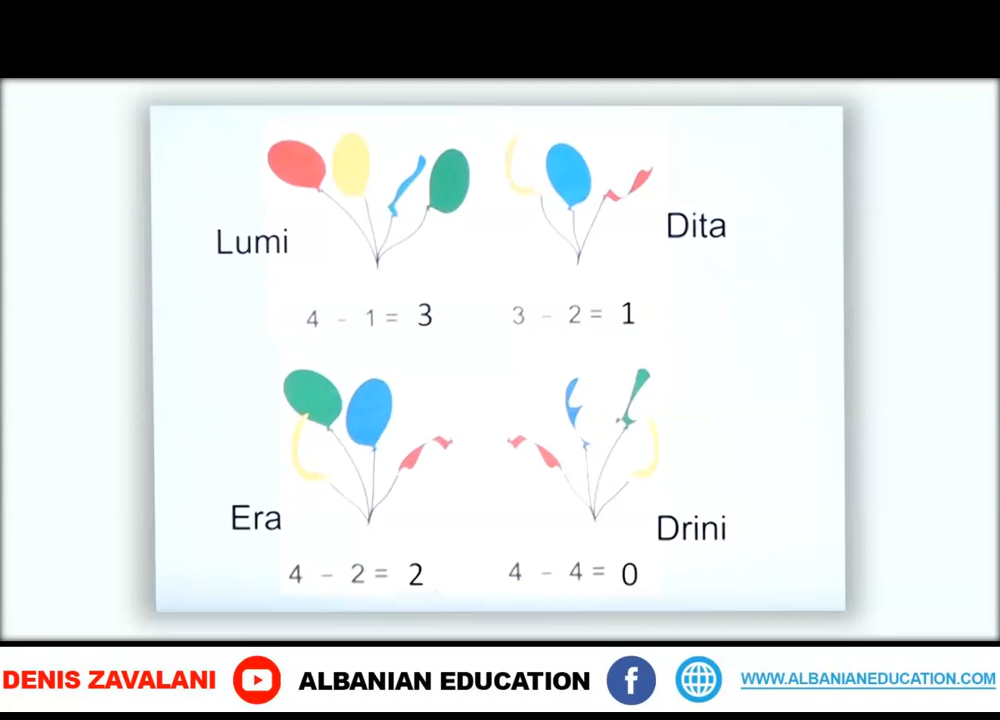 Lumi
4 - 1 = 3
Dita
3 - 2 = 1
Era
4 - 2 = 2
Drini
4 - 4 = 0
DENIS ZAVALANI
ALBANIAN EDUCATION
f
WWW.ALBANIANEDUCATION.COM